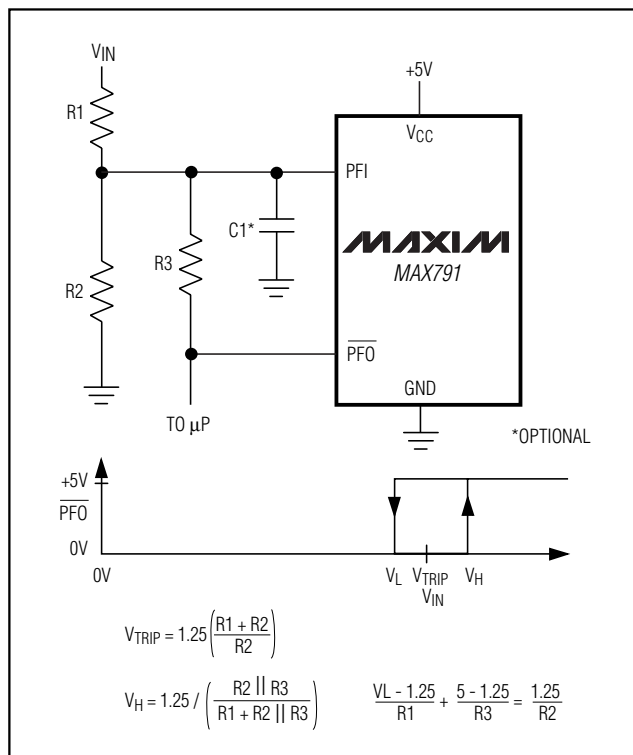 VIN
+5V
R1
VCC
PFI
C1*
R3
MAXIM
MAX791
R2
PFO
GND
TO µP
*OPTIONAL
+5V
PFO
0V
0V
VL
VTRIP
VH
VIN
VTRIP = 1.25 (R1 + R2 / R2)
VH = 1.25 / (R2 || R3 / R1 + R2 || R3)
VL - 1.25 / R1 + 5 - 1.25 / R3 = 1.25 / R2